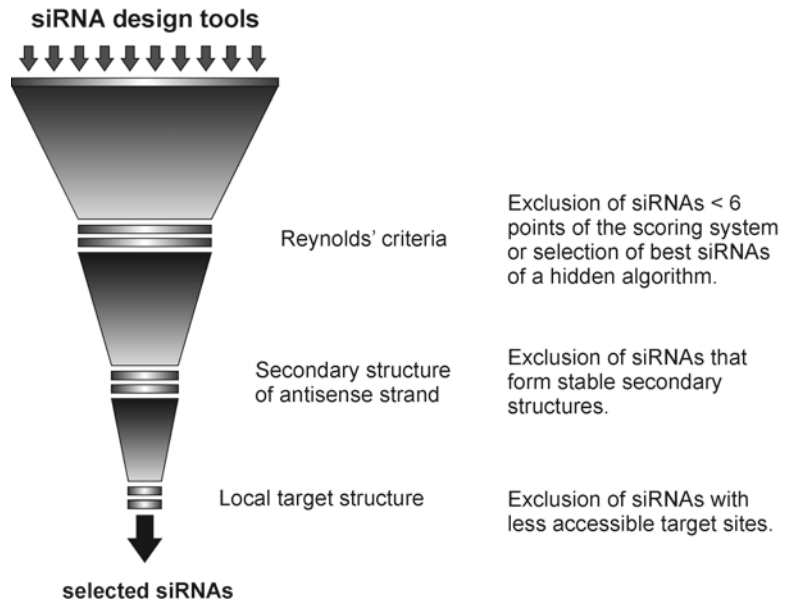 siRNA design tools
Reynolds' criteria
Exclusion of siRNAs < 6
points of the scoring system
or selection of best siRNAs
of a hidden algorithm.
Secondary structure
of antisense strand
Exclusion of siRNAs that
form stable secondary
structures.
Local target structure
Exclusion of siRNAs with
less accessible target sites.
selected siRNAs